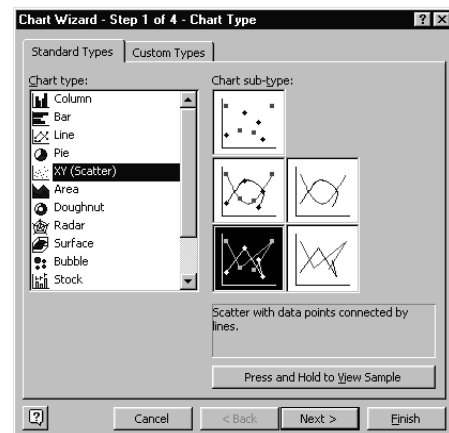 Chart Wizard - Step 1 of 4 - Chart Type
Standard Types
Custom Types
Chart type:
Column
Bar
Line
Pie
XY (Scatter)
Area
Doughnut
Radar
Surface
Bubble
Stock
Chart sub-type:
Scatter with data points connected by
lines.
Press and Hold to View Sample
Cancel
< Back
Next >
Finish